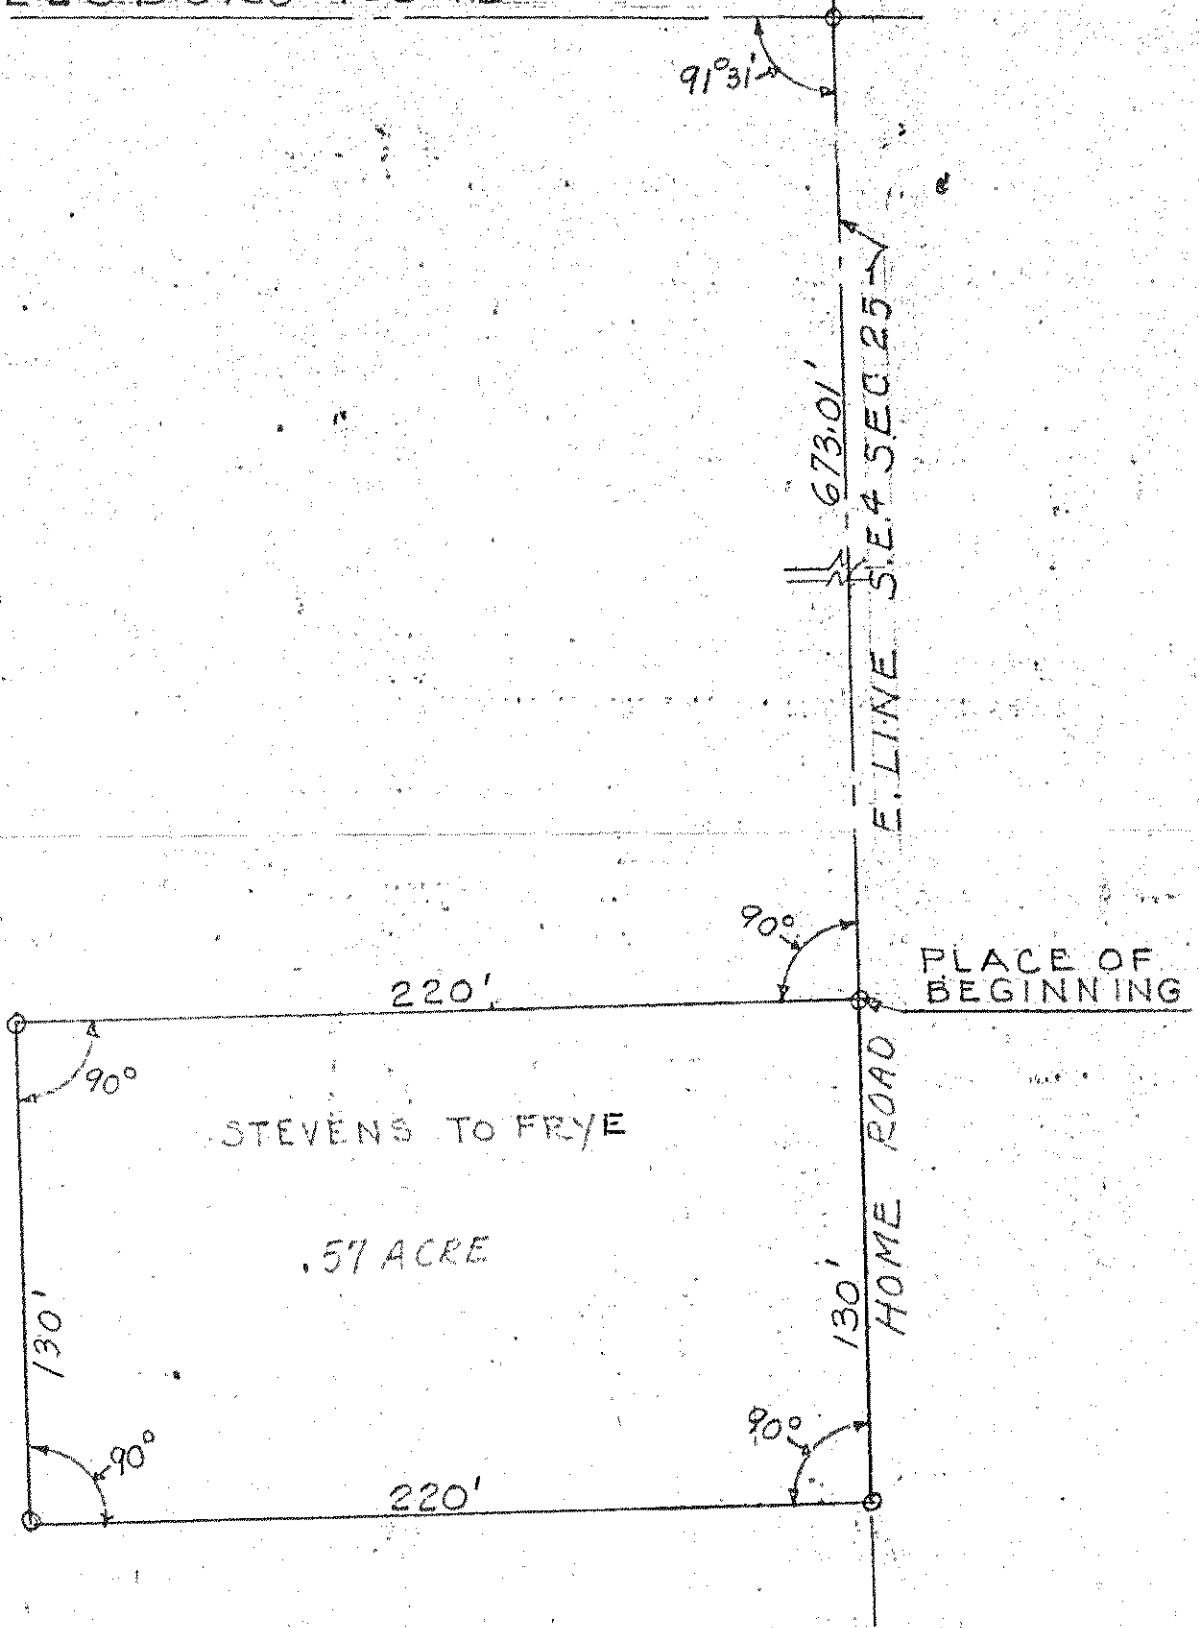 91°31'
673.01'
E. LINE S.E.4 SEC 25
90°
PLACE OF
BEGINNING
220'
90°
STEVENS TO FRYE
.57 ACRE
130'
130'
HOME ROAD
90°
90°
220'